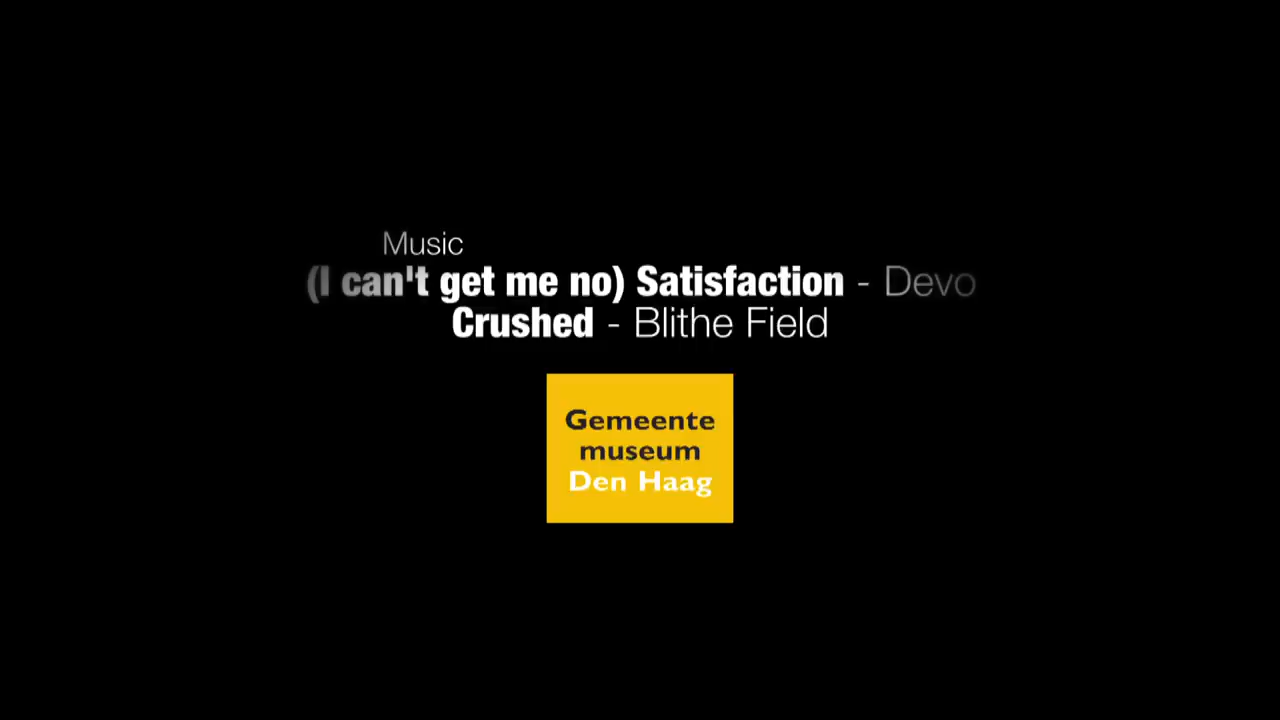 Music
(I can't get me no) Satisfaction - Devo
Crushed - Blithe Field
Gemeente
museum
Den Haag